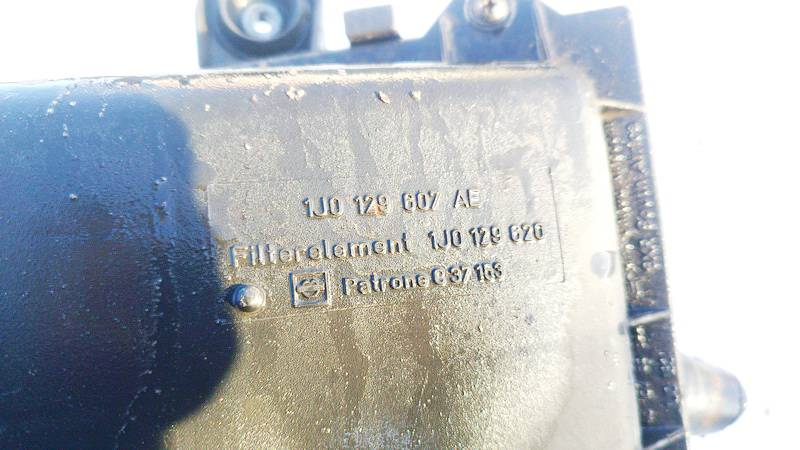 1J0 129 607 AE
Filterelement 1J0 129 620
Patrone C 37 153